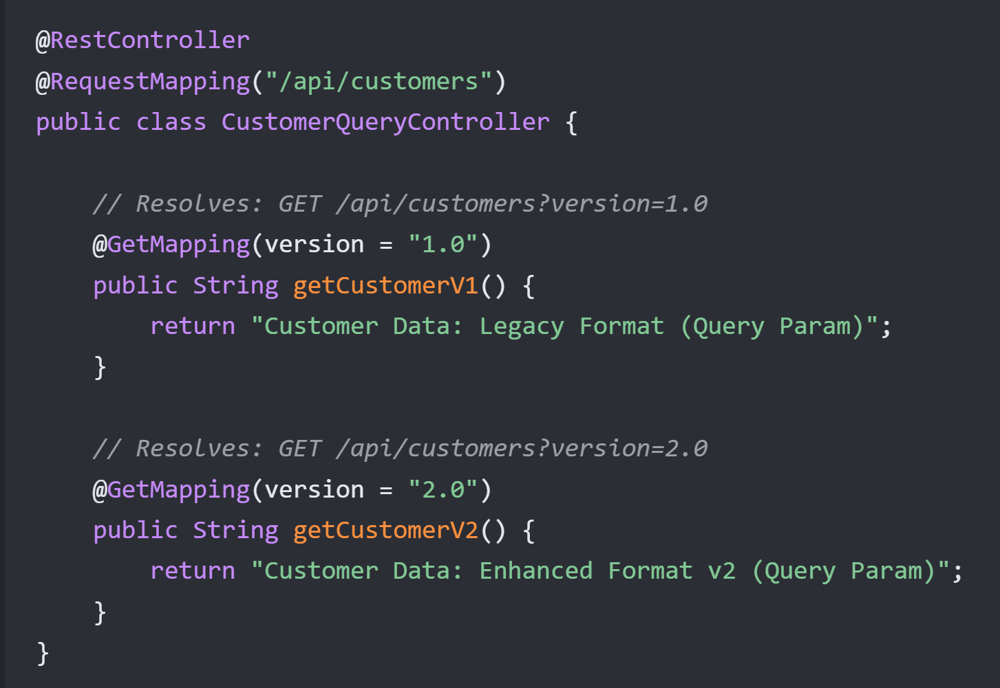 @RestController
@RequestMapping("/api/customers")
public class CustomerQueryController {
// Resolves: GET /api/customers?version=1.0
@GetMapping(version = "1.0")
public String getCustomerV1() {
return "Customer Data: Legacy Format (Query Param)";
}
// Resolves: GET /api/customers?version=2.0
@GetMapping(version = "2.0")
public String getCustomerV2() {
return "Customer Data: Enhanced Format v2 (Query Param)";
}
}